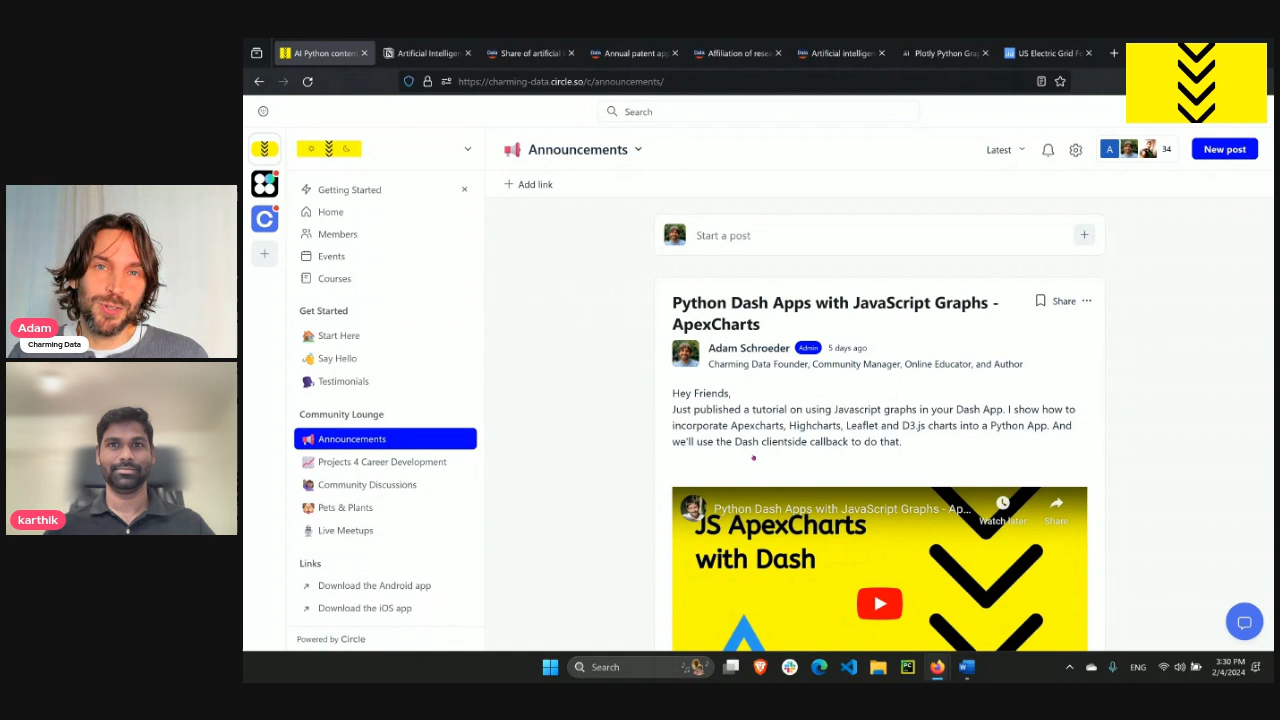 AI Python conten
Artificial Intelligen
Share of artificial i
Annual patent app
Affiliation of resea
Artificial intelligen
Plotly Python Gra
US Electric Grid Fo
https://charming-data.circle.so/c/announcements/
Search
Announcements
Latest
A
34
New post
Add link
Getting Started
Home
Members
Events
Courses
Get Started
Start Here
Say Hello
Testimonials
Community Lounge
Announcements
Projects 4 Career Development
Community Discussions
Pets & Plants
Live Meetups
Links
Download the Android app
Download the iOS app
Powered by Circle
Start a post
Python Dash Apps with JavaScript Graphs -
ApexCharts
Share
Adam Schroeder Admin 5 days ago
Charming Data Founder, Community Manager, Online Educator, and Author
Hey Friends,
Just published a tutorial on using Javascript graphs in your Dash App. I show how to
incorporate Apexcharts, Highcharts, Leaflet and D3.js charts into a Python App. And
we'll use the Dash clientside callback to do that.
Python Dash Apps with JavaScript Graphs - Ap...
Watch later
Share
JS ApexCharts
with Dash
Adam
Charming Data
karthik
Search
ENG
3:30 PM
2/4/2024